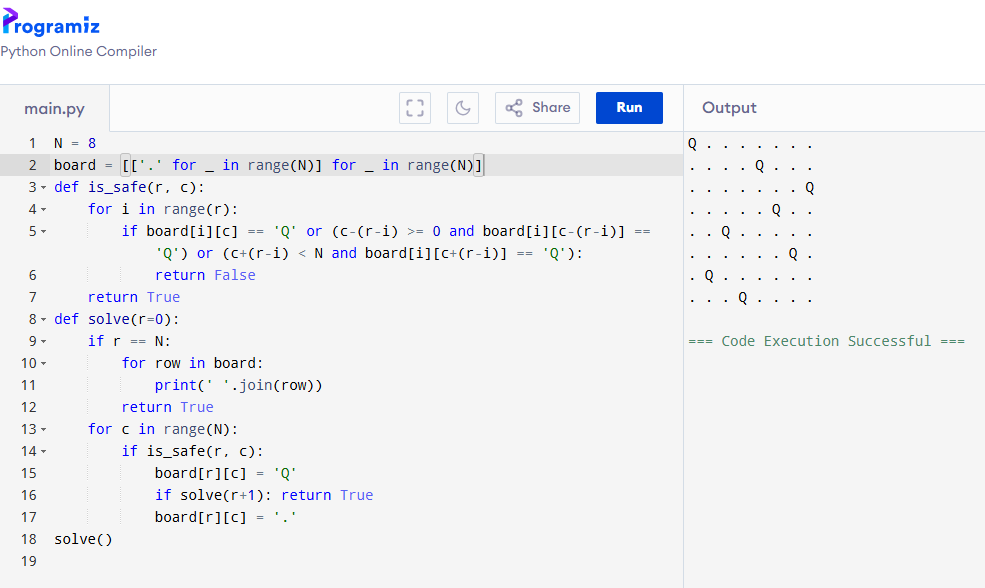 Programiz
Python Online Compiler
main.py
Share
Run
Output
1 N = 8
2 board = [['.' for _ in range(N)] for _ in range(N)]
3 def is_safe(r, c):
4     for i in range(r):
5         if board[i][c] == 'Q' or (c-(r-i) >= 0 and board[i][c-(r-i)] ==
            'Q') or (c+(r-i) < N and board[i][c+(r-i)] == 'Q'):
6             return False
7     return True
8 def solve(r=0):
9     if r == N:
10         for row in board:
11             print(' '.join(row))
12         return True
13     for c in range(N):
14         if is_safe(r, c):
15             board[r][c] = 'Q'
16             if solve(r+1): return True
17             board[r][c] = '.'
18 solve()
19
Q . . . . . . .
. . . . Q . . .
. . . . . . . Q
. . . . . Q . .
. . Q . . . . .
. . . . . . Q .
. Q . . . . . .
. . . Q . . . .
=== Code Execution Successful ===